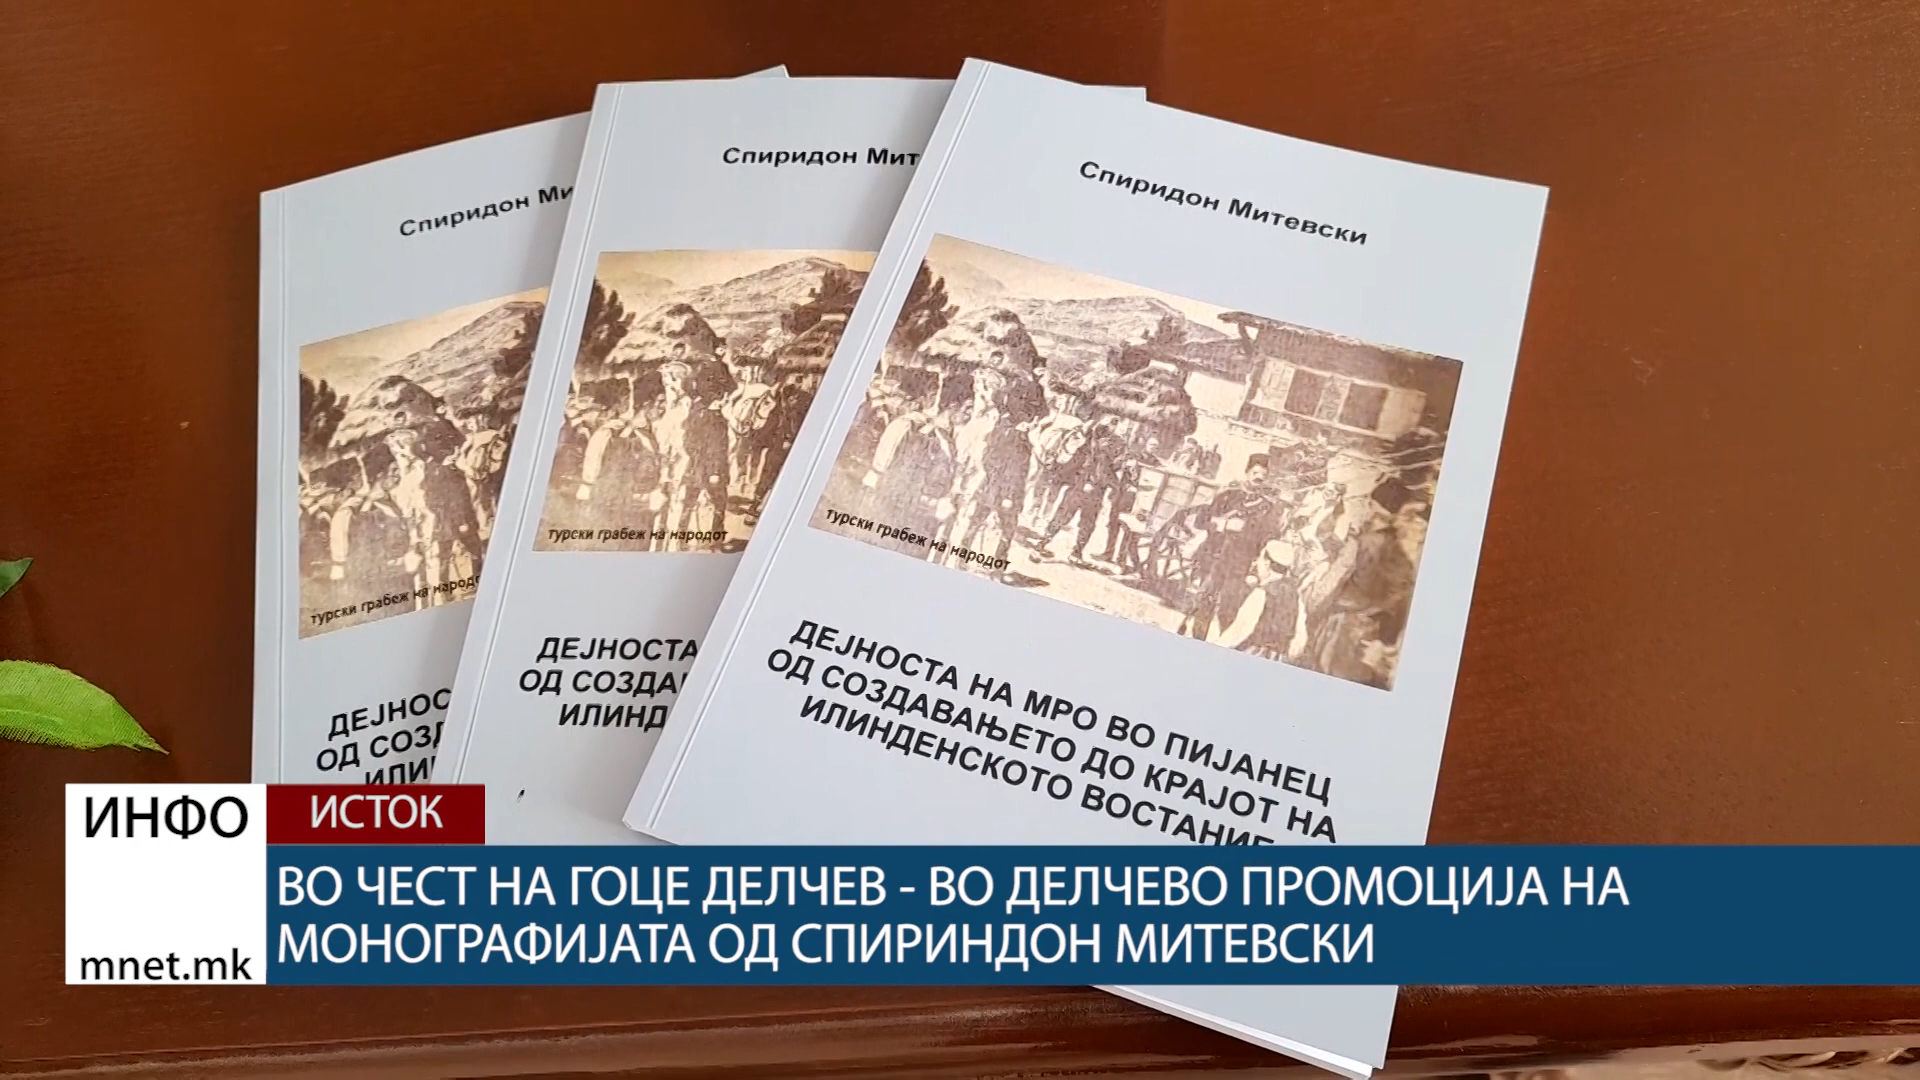 Спиридон Ми
турски грабеж на народ
ДЕЈНОС
ОД СОЗД
Спиридон Мит
турски грабеж на народот
ДЕЈНОСТА
ОД СОЗДА
ИЛИНД
Спиридон Митевски
турски грабеж на народот
ДЕЈНОСТА НА МРО ВО ПИЈАНЕЦ
ОД СОЗДАВАЊЕТО ДО КРАЈОТ НА
ИЛИНДЕНСКОТО ВОСТАНИЕ
ИНФО
ИСТОК
ВО ЧЕСТ НА ГОЦЕ ДЕЛЧЕВ - ВО ДЕЛЧЕВО ПРОМОЦИЈА НА
МОНОГРАФИЈАТА ОД СПИРИНДОН МИТЕВСКИ
mnet.mk